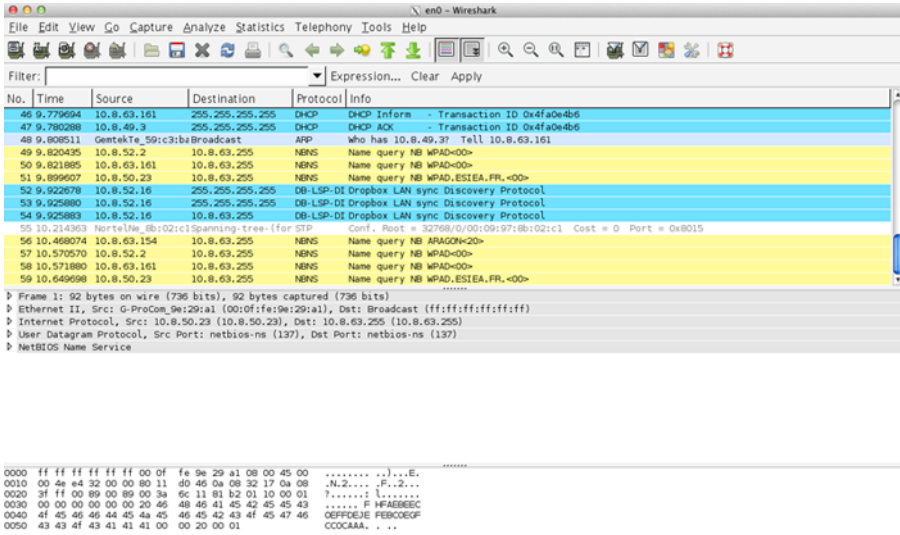 en0 - Wireshark
File Edit View Go Capture Analyze Statistics Telephony Tools Help
Filter: Expression... Clear Apply
No. Time Source Destination Protocol Info
46 9.779694 10.8.63.161 255.255.255.255 DHCP DHCP Inform - Transaction ID 0x4fa0e4b6
47 9.780288 10.8.49.3 255.255.255.255 DHCP DHCP ACK - Transaction ID 0x4fa0e4b6
48 9.808511 GemtekTe_59:c3:ba Broadcast ARP Who has 10.8.49.3? Tell 10.8.63.161
49 9.820435 10.8.52.2 10.8.63.255 NBNS Name query NB WPAD<00>
50 9.821885 10.8.63.161 10.8.63.255 NBNS Name query NB WPAD<00>
51 9.899607 10.8.50.23 10.8.63.255 NBNS Name query NB WPAD.ESIEA.FR.<00>
52 9.922678 10.8.52.16 255.255.255.255 DB-LSP-DI Dropbox LAN sync Discovery Protocol
53 9.925880 10.8.52.16 255.255.255.255 DB-LSP-DI Dropbox LAN sync Discovery Protocol
54 9.925883 10.8.52.16 10.8.63.255 DB-LSP-DI Dropbox LAN sync Discovery Protocol
55 10.214363 NortelNe_8b:02:c1 Spanning-tree-(for STP Conf. Root = 32768/0/00:09:97:8b:02:c1 Cost = 0 Port = 0x8015
56 10.468074 10.8.63.154 10.8.63.255 NBNS Name query NB ARAGON<20>
57 10.570570 10.8.52.2 10.8.63.255 NBNS Name query NB WPAD<00>
58 10.571880 10.8.63.161 10.8.63.255 NBNS Name query NB WPAD<00>
59 10.649698 10.8.50.23 10.8.63.255 NBNS Name query NB WPAD.ESIEA.FR.<00>
Frame 1: 92 bytes on wire (736 bits), 92 bytes captured (736 bits)
Ethernet II, Src: G-ProCom_9e:29:a1 (00:0f:fe:9e:29:a1), Dst: Broadcast (ff:ff:ff:ff:ff:ff)
Internet Protocol, Src: 10.8.50.23 (10.8.50.23), Dst: 10.8.63.255 (10.8.63.255)
User Datagram Protocol, Src Port: netbios-ns (137), Dst Port: netbios-ns (137)
NetBIOS Name Service
0000 ff ff ff ff ff ff 00 0f fe 9e 29 a1 08 00 45 00 ........ ..)...E.
0010 00 4e e4 32 00 00 80 11 d0 46 0a 08 32 17 0a 08 .N.2.... .F..2...
0020 3f ff 00 89 00 89 00 3a 6c 11 81 b2 01 10 00 01 ?......: l.......
0030 00 00 00 00 00 00 20 46 48 46 41 45 42 45 45 43 ...... F HFAEBEEC
0040 4f 45 46 46 44 45 4a 45 46 45 42 43 4f 45 47 46 OEFFDEJE FEBCOEGF
0050 43 43 4f 43 41 41 41 00 00 20 00 01 CCOCAAA. . ..